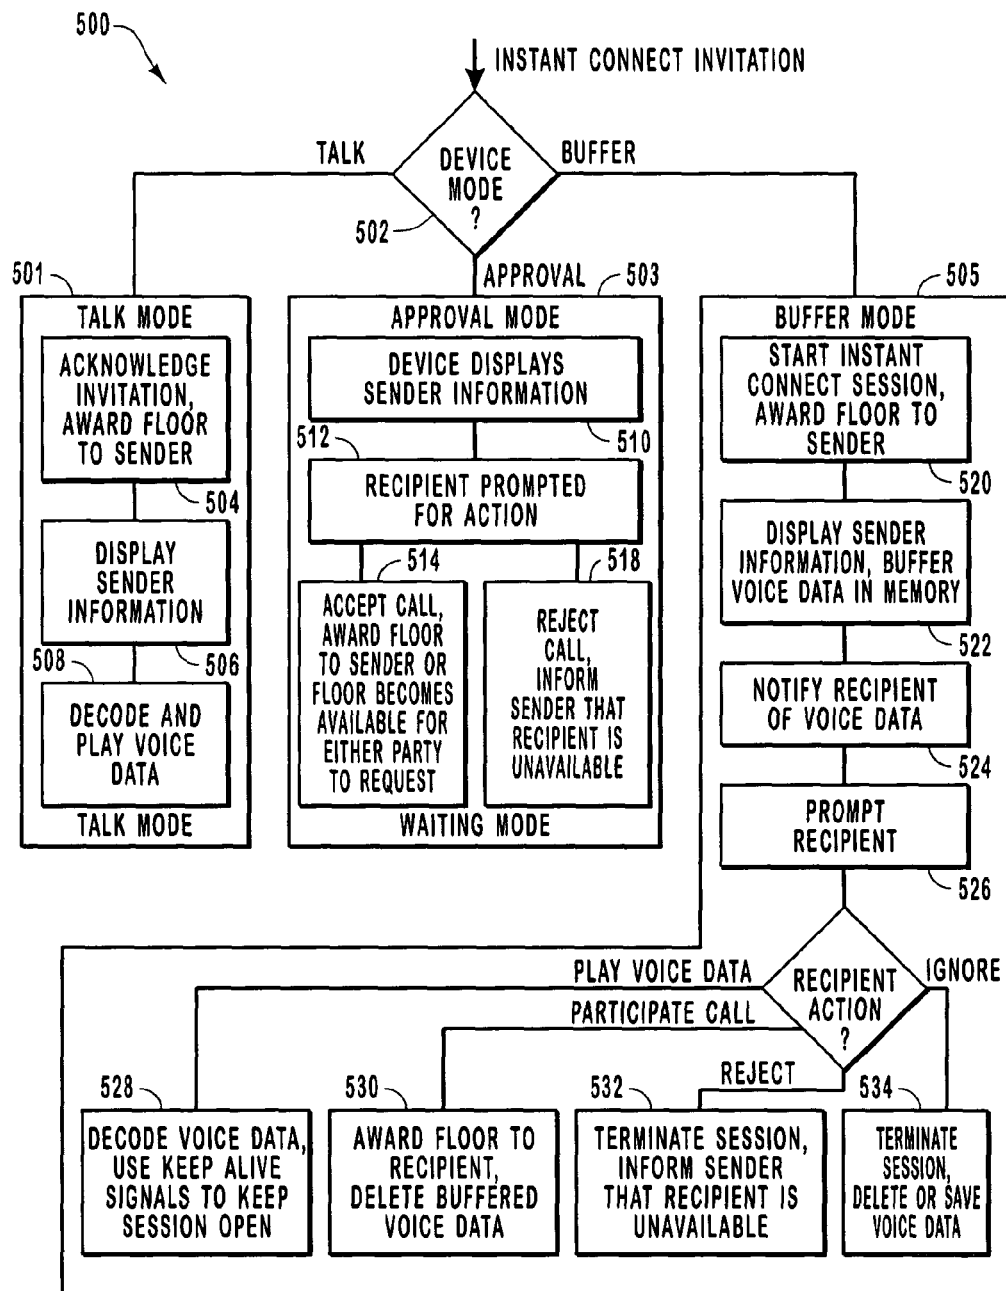 500
INSTANT CONNECT INVITATION
TALK
BUFFER
DEVICE
MODE
?
502
APPROVAL
501
TALK MODE
ACKNOWLEDGE
INVITATION,
AWARD FLOOR
TO SENDER
504
DISPLAY
SENDER
INFORMATION
506
508
DECODE AND
PLAY VOICE
DATA
TALK MODE
503
APPROVAL MODE
DEVICE DISPLAYS
SENDER INFORMATION
510
512
RECIPIENT PROMPTED
FOR ACTION
514
ACCEPT CALL,
AWARD FLOOR
TO SENDER OR
FLOOR BECOMES
AVAILABLE FOR
EITHER PARTY
TO REQUEST
518
REJECT
CALL,
INFORM
SENDER THAT
RECIPIENT IS
UNAVAILABLE
WAITING MODE
505
BUFFER MODE
START INSTANT
CONNECT SESSION,
AWARD FLOOR TO
SENDER
520
DISPLAY SENDER
INFORMATION, BUFFER
VOICE DATA IN MEMORY
522
NOTIFY RECIPIENT
OF VOICE DATA
524
PROMPT
RECIPIENT
526
RECIPIENT
ACTION
?
PLAY VOICE DATA
PARTICIPATE CALL
REJECT
IGNORE
528
DECODE VOICE DATA,
USE KEEP ALIVE
SIGNALS TO KEEP
SESSION OPEN
530
AWARD FLOOR TO
RECIPIENT,
DELETE BUFFERED
VOICE DATA
532
TERMINATE SESSION,
INFORM SENDER
THAT RECIPIENT IS
UNAVAILABLE
534
TERMINATE
SESSION,
DELETE OR SAVE
VOICE DATA